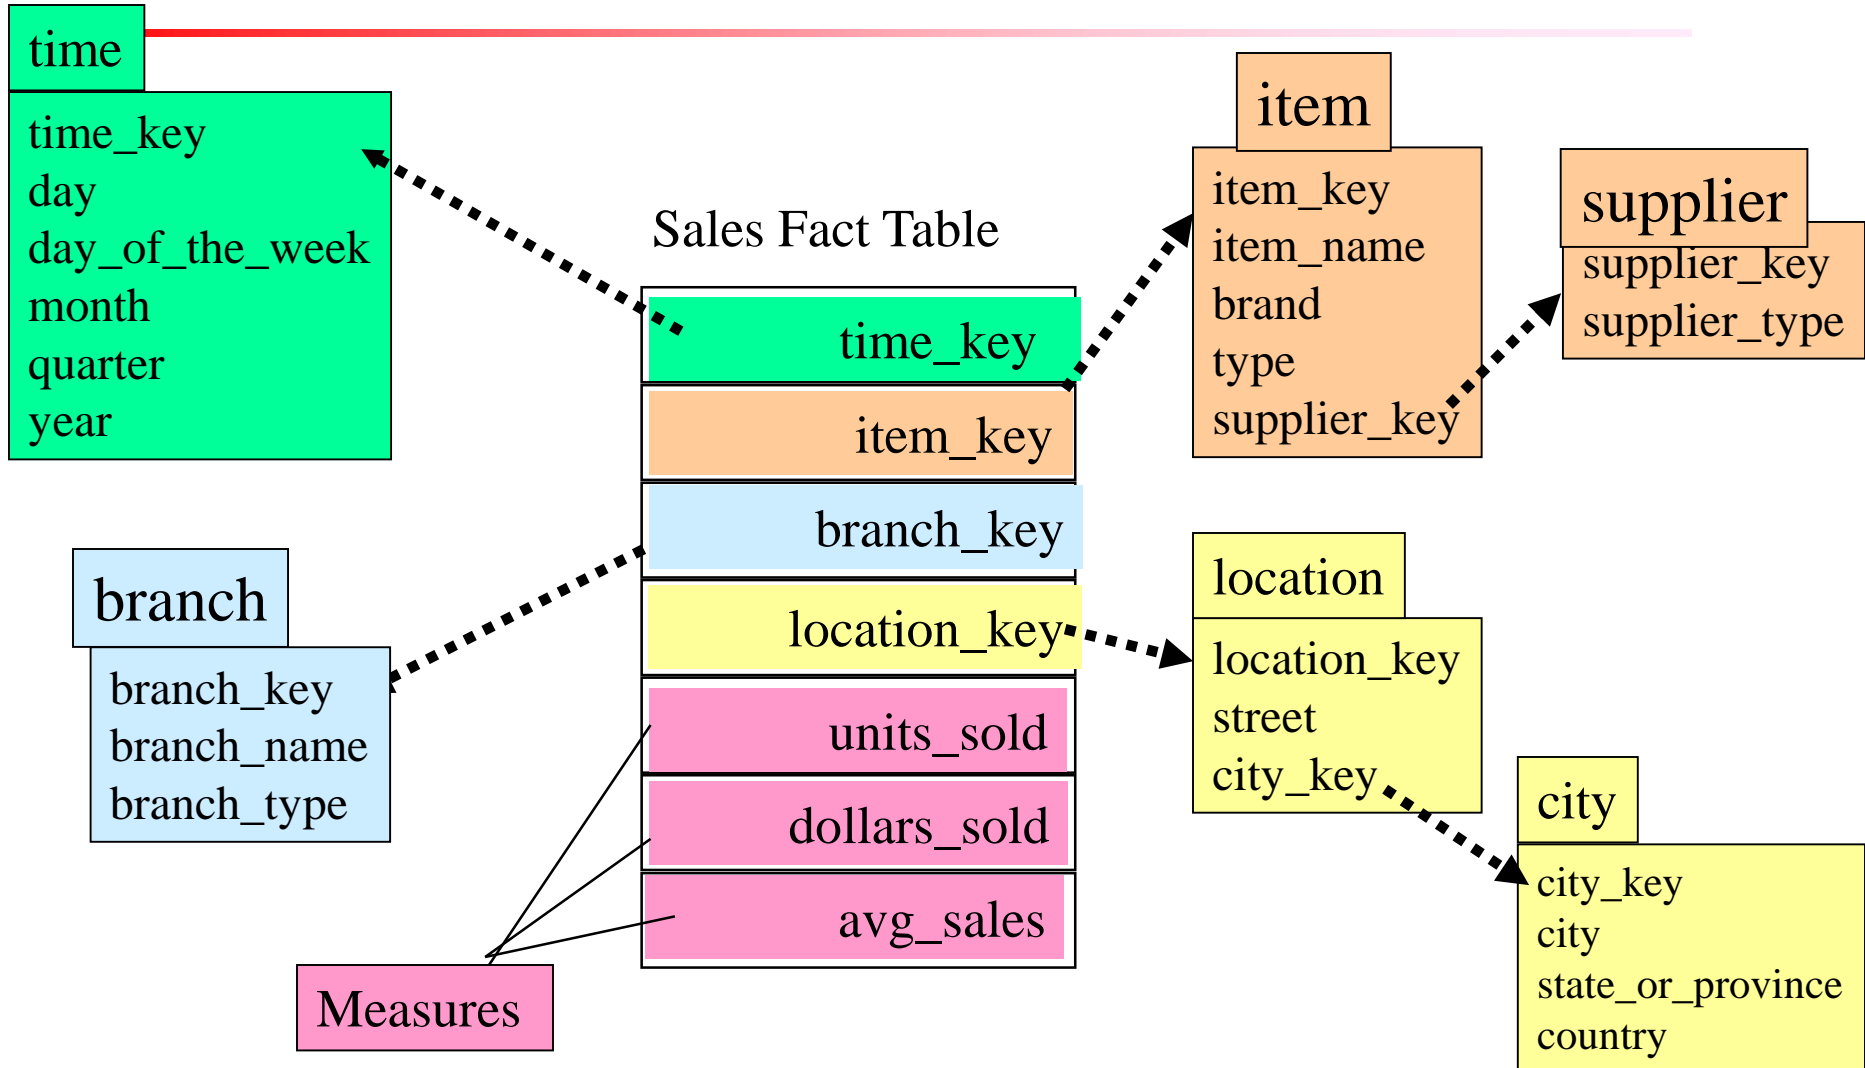 time
time_key
day
day_of_the_week
month
quarter
year
Sales Fact Table
time_key
item_key
branch_key
location_key
units_sold
dollars_sold
avg_sales
Measures
branch
branch_key
branch_name
branch_type
item
item_key
item_name
brand
type
supplier_key
supplier
supplier_key
supplier_type
location
location_key
street
city_key
city
city_key
city
state_or_province
country